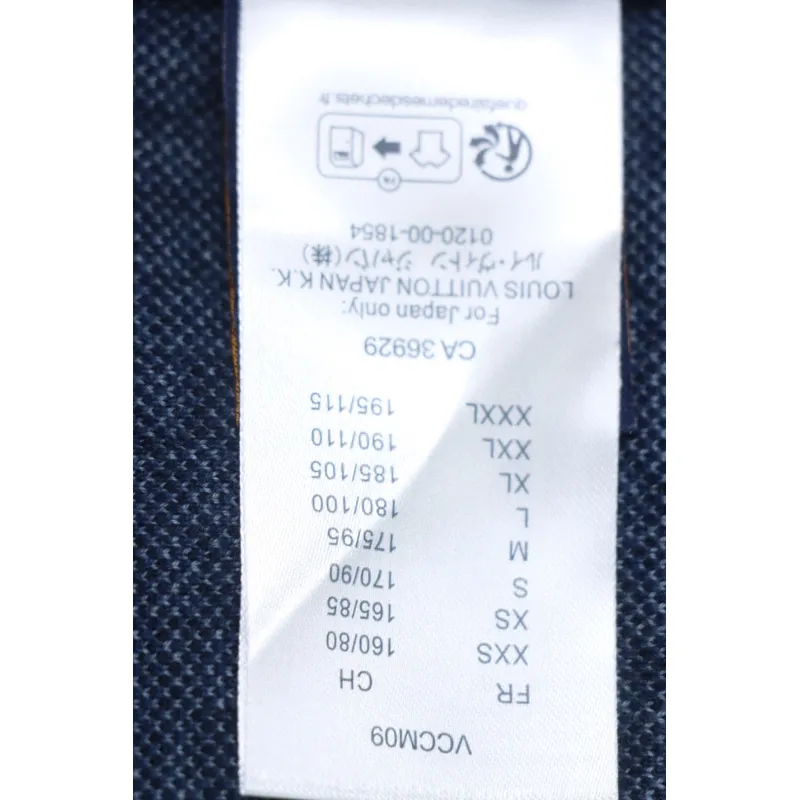 VCCM09
FR CH
XXS 160/80
XS 165/85
S 170/90
M 175/95
L 180/100
XL 185/105
XXL 190/110
XXXL 195/115
CA 36929
For Japan only:
LOUIS VUITTON JAPAN K.K.
ルイ・ヴィトン ジャパン(株)
0120-00-1854
FR
quefairedemesdechets.fr